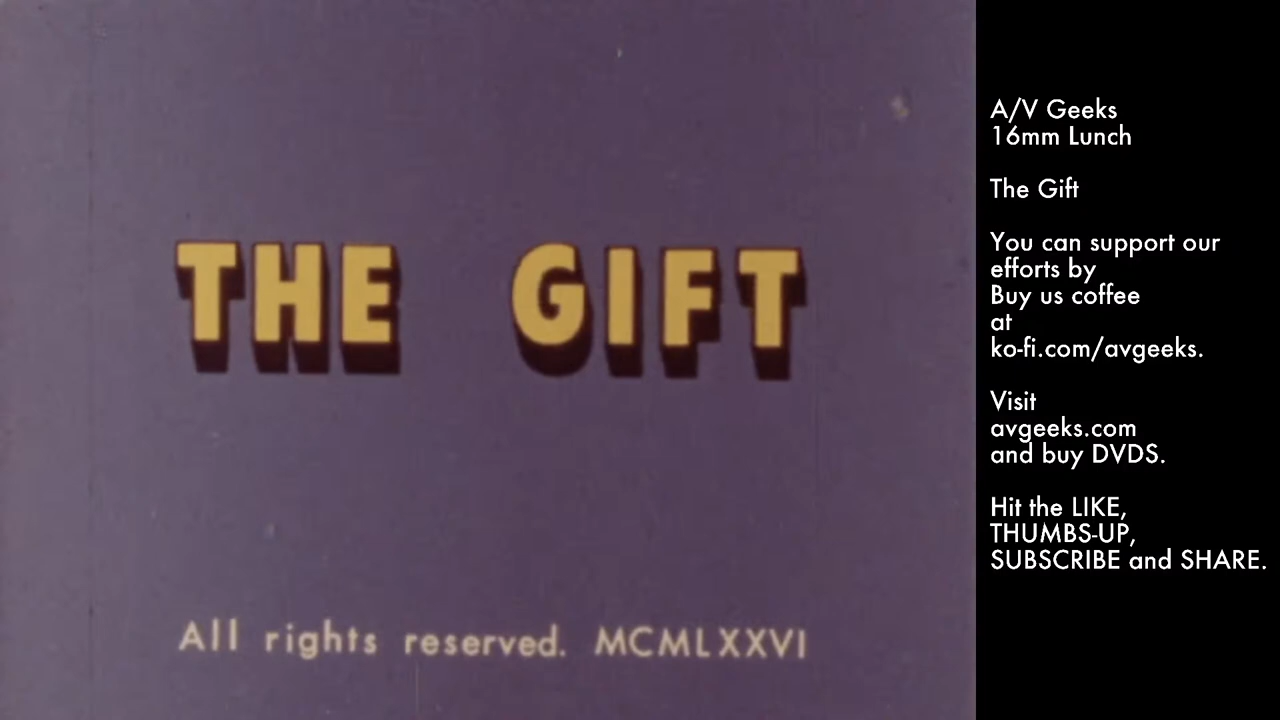 THE GIFT
All rights reserved. MCMLXXVI
A/V Geeks
16mm Lunch
The Gift
You can support our
efforts by
Buy us coffee
at
ko-fi.com/avgeeks.
Visit
avgeeks.com
and buy DVDS.
Hit the LIKE,
THUMBS-UP,
SUBSCRIBE and SHARE.